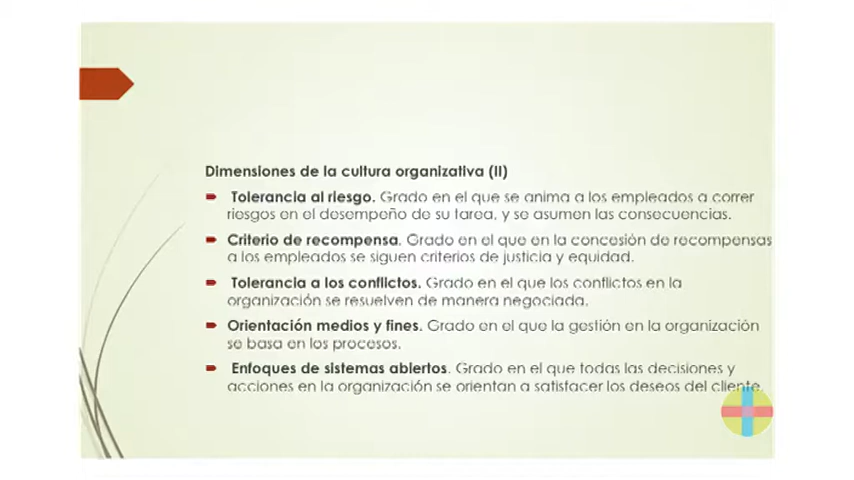 Dimensiones de la cultura organizativa (II)
Tolerancia al riesgo. Grado en el que se anima a los empleados a correr
riesgos en el desempeño de su tarea, y se asumen las consecuencias.
Criterio de recompensa. Grado en el que en la concesión de recompensas
a los empleados se siguen criterios de justicia y equidad.
Tolerancia a los conflictos. Grado en el que los conflictos en la
organización se resuelven de manera negociada.
Orientación medios y fines. Grado en el que la gestión en la organización
se basa en los procesos.
Enfoques de sistemas abiertos. Grado en el que todas las decisiones y
acciones en la organización se orientan a satisfacer los deseos del cliente.